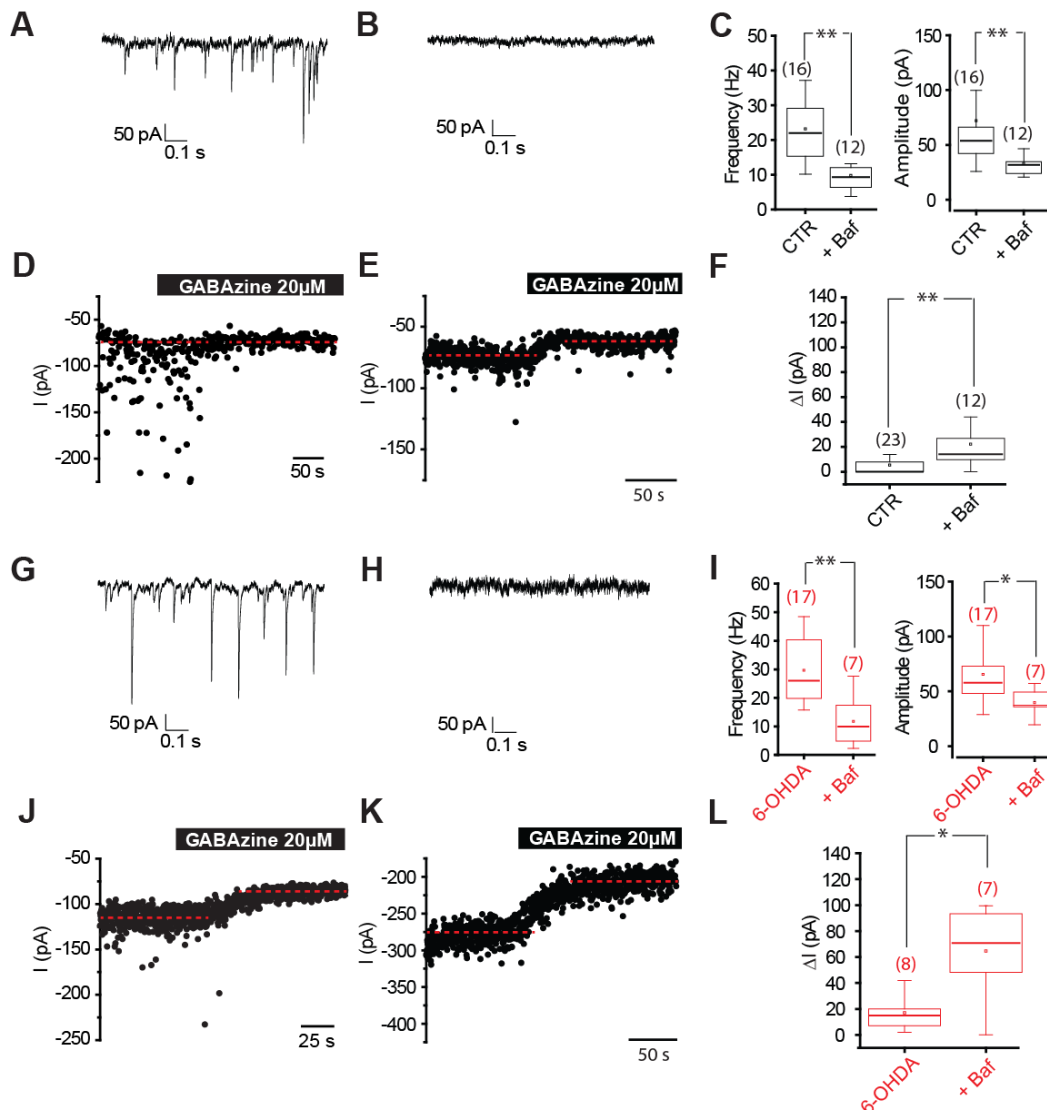 A
50 pA
0.1 s
B
50 pA
0.1 s
C
Frequency (Hz)
50
40
30
20
10
0
(16)
**
(12)
CTR
+ Baf
Amplitude (pA)
150
100
50
0
(16)
**
(12)
CTR
+ Baf
D
GABAzine 20µM
I (pA)
-50
-100
-150
-200
50 s
E
GABAzine 20µM
I (pA)
-50
-100
-150
50 s
F
ΔI (pA)
140
120
100
80
60
40
20
0
**
(23)
(12)
CTR
+ Baf
G
50 pA
0.1 s
H
50 pA
0.1 s
I
Frequency (Hz)
60
50
40
30
20
10
0
**
(17)
(7)
6-OHDA
+ Baf
Amplitude (pA)
150
100
50
0
*
(17)
(7)
6-OHDA
+ Baf
J
GABAzine 20µM
I (pA)
-50
-100
-150
-200
-250
25 s
K
GABAzine 20µM
I (pA)
-200
-250
-300
-350
-400
50 s
L
ΔI (pA)
140
120
100
80
60
40
20
0
*
(8)
(7)
6-OHDA
+ Baf